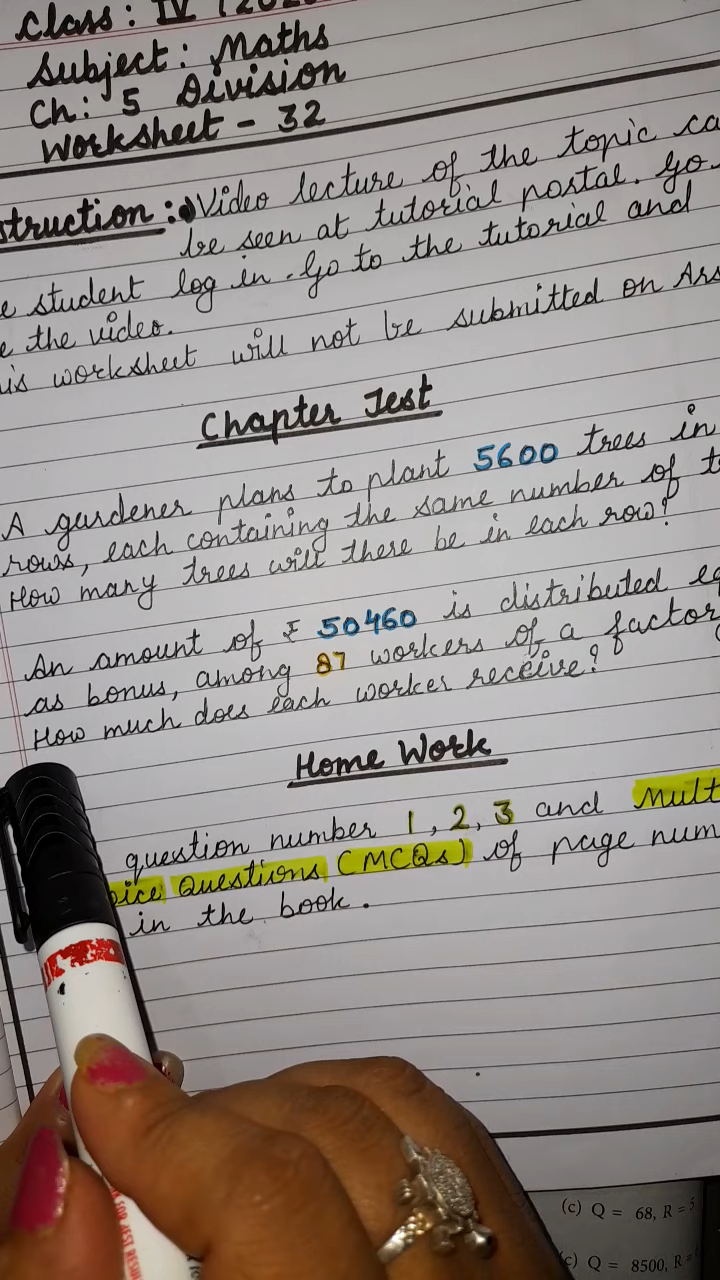 Class: IV (202
Subject: Maths
Ch: 5 Division
Worksheet - 32
struction: Video lecture of the topic ca
be seen at tutorial postal. Go
e student log in. Go to the tutorial and
e the video.
is worksheet will not be submitted on Ass
Chapter Test
A gardener plans to plant 5600 trees in
rows, each containing the same number of t
How many trees will there be in each row?
An amount of ₹ 50460 is distributed eq
as bonus, among 87 workers of a factor
How much does each worker receive?
Home Work
question number 1, 2, 3 and Mult
oice Questions (MCQs) of page num
in the book.
(c) Q = 68, R = 5
c) Q = 8500, R =